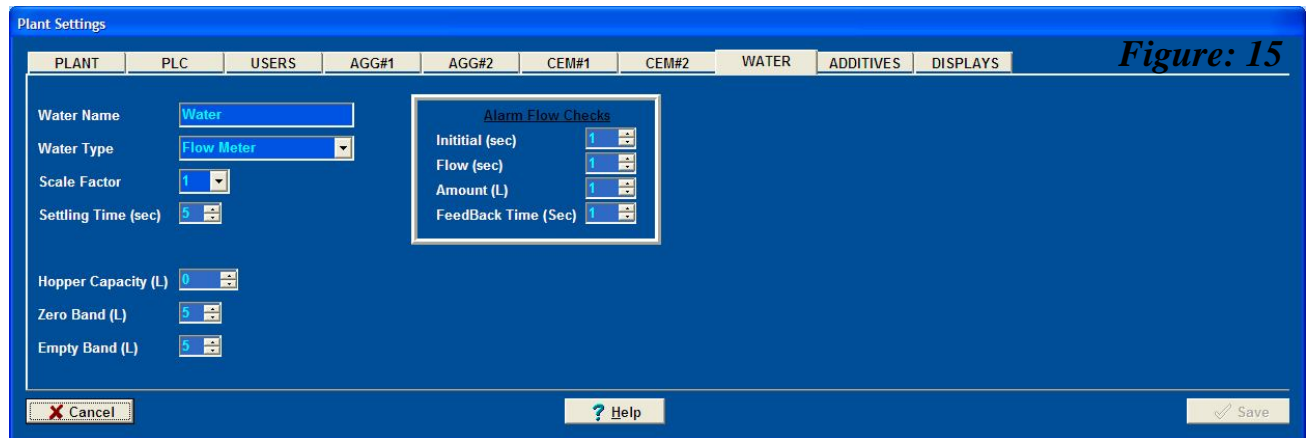 Plant Settings
Figure: 15
PLANT PLC USERS AGG#1 AGG#2 CEM#1 CEM#2 WATER ADDITIVES DISPLAYS
Water Name Water
Water Type Flow Meter
Scale Factor 1
Settling Time (sec) 5
Hopper Capacity (L) 0
Zero Band (L) 5
Empty Band (L) 5
Alarm Flow Checks
Inititial (sec) 1
Flow (sec) 1
Amount (L) 1
FeedBack Time (Sec) 1
Cancel
? Help
Save